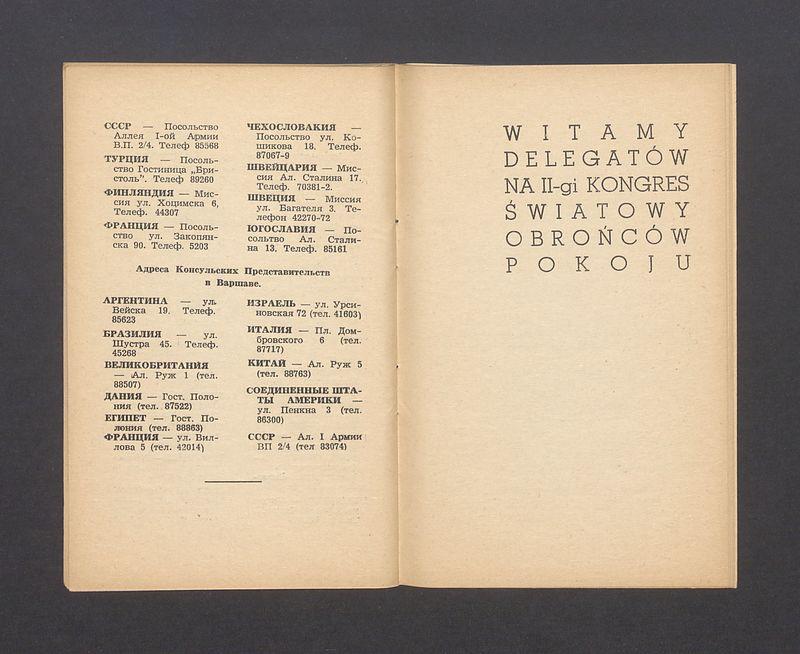 СССР — Посольство
Аллея I-ой Армии
В.П. 2/4. Телеф 85568
ТУРЦИЯ — Посоль-
ство Гостиница „Бри-
столь". Телеф 89260
ФИНЛЯНДИЯ — Мис-
сия ул. Хоцимска 6,
Телеф. 44307
ФРАНЦИЯ — Посоль-
ство ул. Закопян-
ска 90. Телеф. 5203
ЧЕХОСЛОВАКИЯ —
Посольство ул. Ко-
шикова 18. Телеф.
87067-9
ШВЕЙЦАРИЯ — Мис-
сия Ал. Сталина 17.
Телеф. 70381-2.
ШВЕЦИЯ — Миссия
ул. Багателя 3. Те-
лефон 42270-72
ЮГОСЛАВИЯ — По-
сольство Ал. Стали-
на 13. Телеф. 85161
Адреса Консульских Представительств
в Варшаве.
АРГЕНТИНА — ул.
Вейска 19. Телеф.
85623
БРАЗИЛИЯ — ул.
Шустра 45. Телеф.
45268
ВЕЛИКОБРИТАНИЯ
— Ал. Руж 1 (тел.
88507)
ДАНИЯ — Гост. Поло-
ния (тел. 87522)
ЕГИПЕТ — Гост. По-
лония (тел. 88863)
ФРАНЦИЯ — ул. Вил-
лова 5 (тел. 42014)
ИЗРАЕЛЬ — ул. Урси-
новская 72 (тел. 41603)
ИТАЛИЯ — Пл. Дом-
бровского 6 (тел.
87717)
КИТАЙ — Ал. Руж 5
(тел. 88763)
СОЕДИНЕННЫЕ ШТА-
ТЫ АМЕРИКИ —
ул. Пенкна 3 (тел.
86300)
СССР — Ал. I Армии
ВП 2/4 (тел 83074)
WITAMY
DELEGATÓW
NA II-gi KONGRES
ŚWIATOWY
OBROŃCÓW
POKOJU